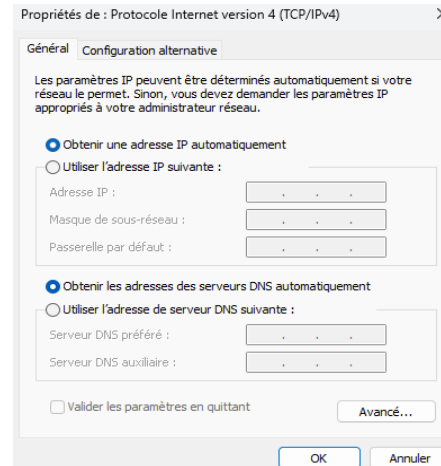 Propriétés de : Protocole Internet version 4 (TCP/IPv4)
Général Configuration alternative
Les paramètres IP peuvent être déterminés automatiquement si votre
réseau le permet. Sinon, vous devez demander les paramètres IP
appropriés à votre administrateur réseau.
Obtenir une adresse IP automatiquement
Utiliser l'adresse IP suivante :
Adresse IP : . . .
Masque de sous-réseau : . . .
Passerelle par défaut : . . .
Obtenir les adresses des serveurs DNS automatiquement
Utiliser l'adresse de serveur DNS suivante :
Serveur DNS préféré : . . .
Serveur DNS auxiliaire : . . .
Valider les paramètres en quittant
Avancé...
OK Annuler